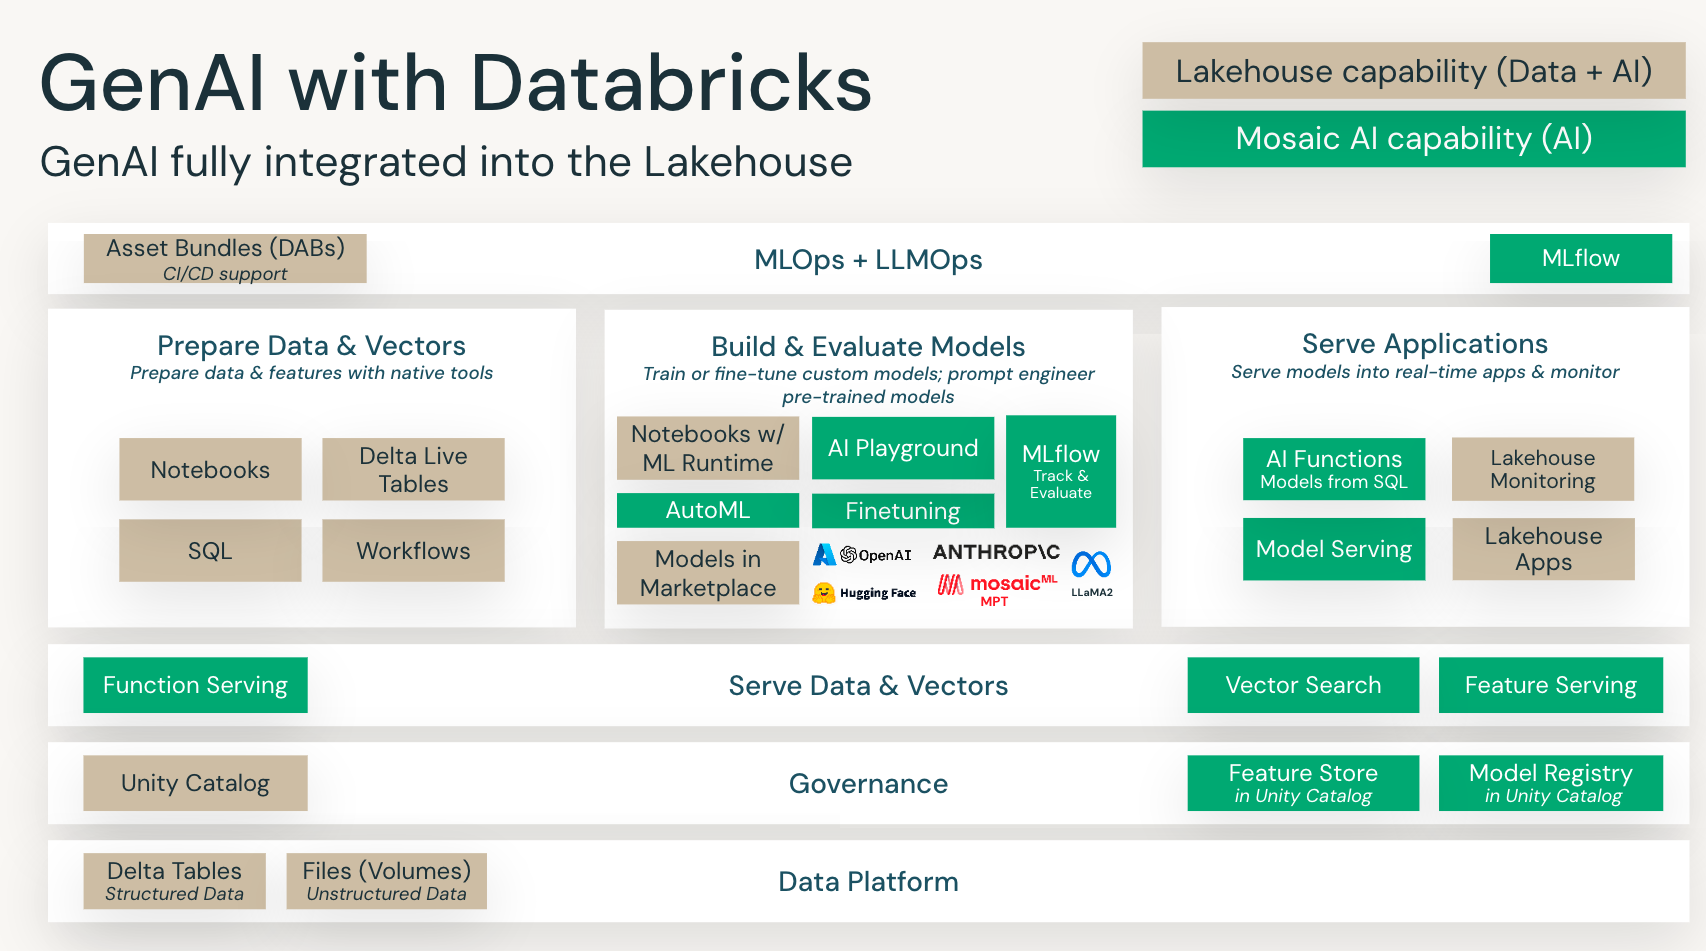 GenAI with Databricks
GenAI fully integrated into the Lakehouse
Lakehouse capability (Data + AI)
Mosaic AI capability (AI)
Asset Bundles (DABs)
CI/CD support
MLOps + LLMOps
MLflow
Prepare Data & Vectors
Prepare data & features with native tools
Notebooks
Delta Live
Tables
SQL
Workflows
Build & Evaluate Models
Train or fine-tune custom models; prompt engineer
pre-trained models
Notebooks w/
ML Runtime
AI Playground
MLflow
Track &
Evaluate
AutoML
Finetuning
Models in
Marketplace
OpenAI
ANTHROP\C
Hugging Face
mosaicML
MPT
LLaMA2
Serve Applications
Serve models into real-time apps & monitor
AI Functions
Models from SQL
Lakehouse
Monitoring
Model Serving
Lakehouse
Apps
Function Serving
Serve Data & Vectors
Vector Search
Feature Serving
Unity Catalog
Governance
Feature Store
in Unity Catalog
Model Registry
in Unity Catalog
Delta Tables
Structured Data
Files (Volumes)
Unstructured Data
Data Platform